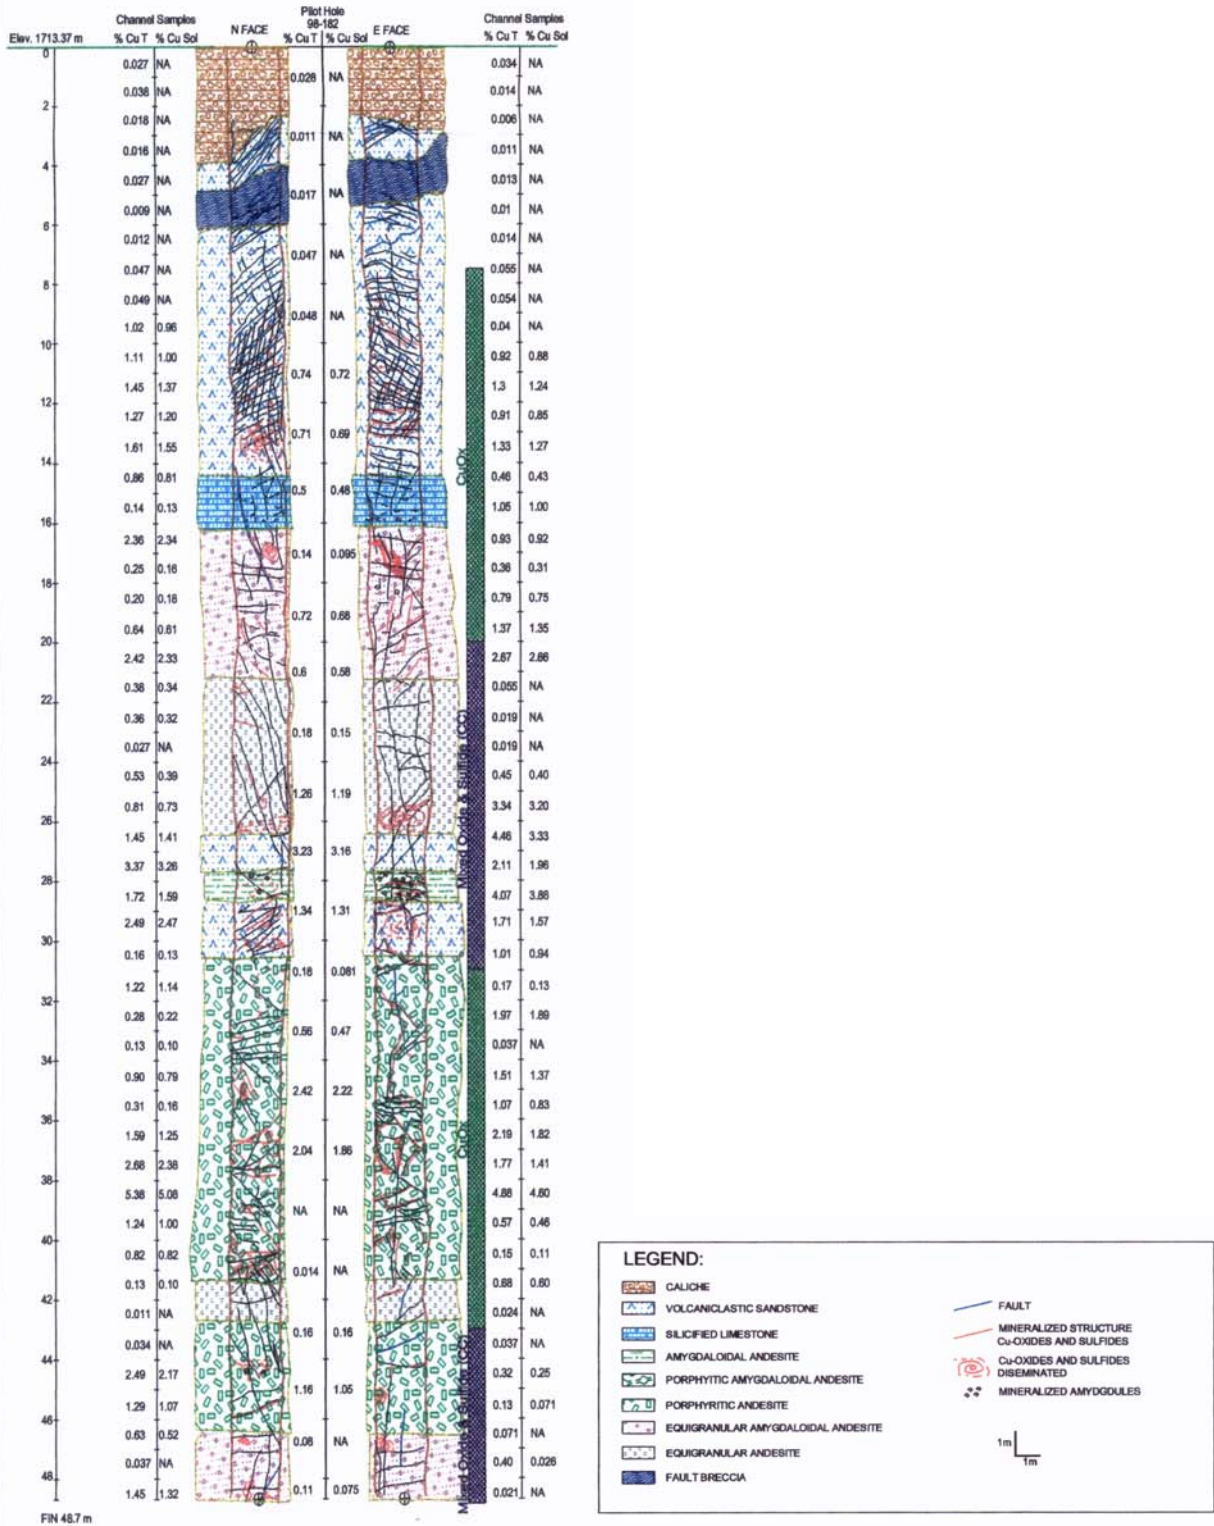 Channel Samples
% Cu T % Cu Sol
N FACE
Pilot Hole
98-182
% Cu T % Cu Sol
E FACE
Channel Samples
% Cu T % Cu Sol
Elev. 1713.37 m
0
0.027 NA
0.028 NA
0.034 NA
0.038 NA
0.014 NA
2
0.018 NA
0.006 NA
0.011 NA
0.016 NA
0.011 NA
4
0.027 NA
0.013 NA
0.017 NA
0.009 NA
0.01 NA
6
0.012 NA
0.014 NA
0.047 NA
0.047 NA
0.055 NA
8
0.049 NA
0.054 NA
0.048 NA
1.02 0.96
0.04 NA
10
1.11 1.00
0.92 0.88
0.74 0.72
1.45 1.37
1.3 1.24
12
1.27 1.20
0.91 0.85
0.71 0.69
1.61 1.55
1.33 1.27
14
CuOx
0.86 0.81
0.46 0.43
0.5 0.48
0.14 0.13
1.05 1.00
16
2.36 2.34
0.93 0.92
0.14 0.095
0.25 0.16
0.36 0.31
18
0.20 0.18
0.79 0.75
0.72 0.68
0.64 0.61
1.37 1.35
20
2.42 2.33
2.67 2.66
0.6 0.58
0.38 0.34
0.055 NA
22
0.36 0.32
0.019 NA
0.18 0.15
0.027 NA
0.019 NA
24
0.53 0.39
0.45 0.40
1.26 1.19
0.81 0.73
3.34 3.20
26
Mixed Oxide & Sulfide (CC)
1.45 1.41
4.46 3.33
3.23 3.16
3.37 3.26
2.11 1.96
28
1.72 1.59
4.07 3.88
1.34 1.31
2.49 2.47
1.71 1.57
30
0.16 0.13
1.01 0.94
0.18 0.081
1.22 1.14
0.17 0.13
32
0.28 0.22
1.97 1.89
0.56 0.47
0.13 0.10
0.037 NA
34
0.90 0.79
1.51 1.37
2.42 2.22
0.31 0.16
1.07 0.83
36
1.59 1.25
2.19 1.82
CuOx
2.04 1.86
2.68 2.38
1.77 1.41
38
5.38 5.08
4.88 4.60
NA NA
1.24 1.00
0.57 0.46
40
0.82 0.82
0.15 0.11
0.014 NA
0.13 0.10
0.68 0.60
42
0.011 NA
0.024 NA
0.16 0.16
0.034 NA
0.037 NA
44
2.49 2.17
0.32 0.25
1.16 1.05
1.29 1.07
0.13 0.071
46
Mixed Oxide & Sulfide (CC)
0.63 0.52
0.071 NA
0.08 NA
0.037 NA
0.40 0.026
48
1.45 1.32
0.11 0.075
0.021 NA
FIN 48.7 m
LEGEND:
CALICHE
VOLCANICLASTIC SANDSTONE
SILICIFIED LIMESTONE
AMYGDALOIDAL ANDESITE
PORPHYITIC AMYGDALOIDAL ANDESITE
PORPHYRITIC ANDESITE
EQUIGRANULAR AMYGDALOIDAL ANDESITE
EQUIGRANULAR ANDESITE
FAULT BRECCIA
FAULT
MINERALIZED STRUCTURE
Cu-OXIDES AND SULFIDES
Cu-OXIDES AND SULFIDES
DISEMINATED
MINERALIZED AMYDGDULES
1m
1m